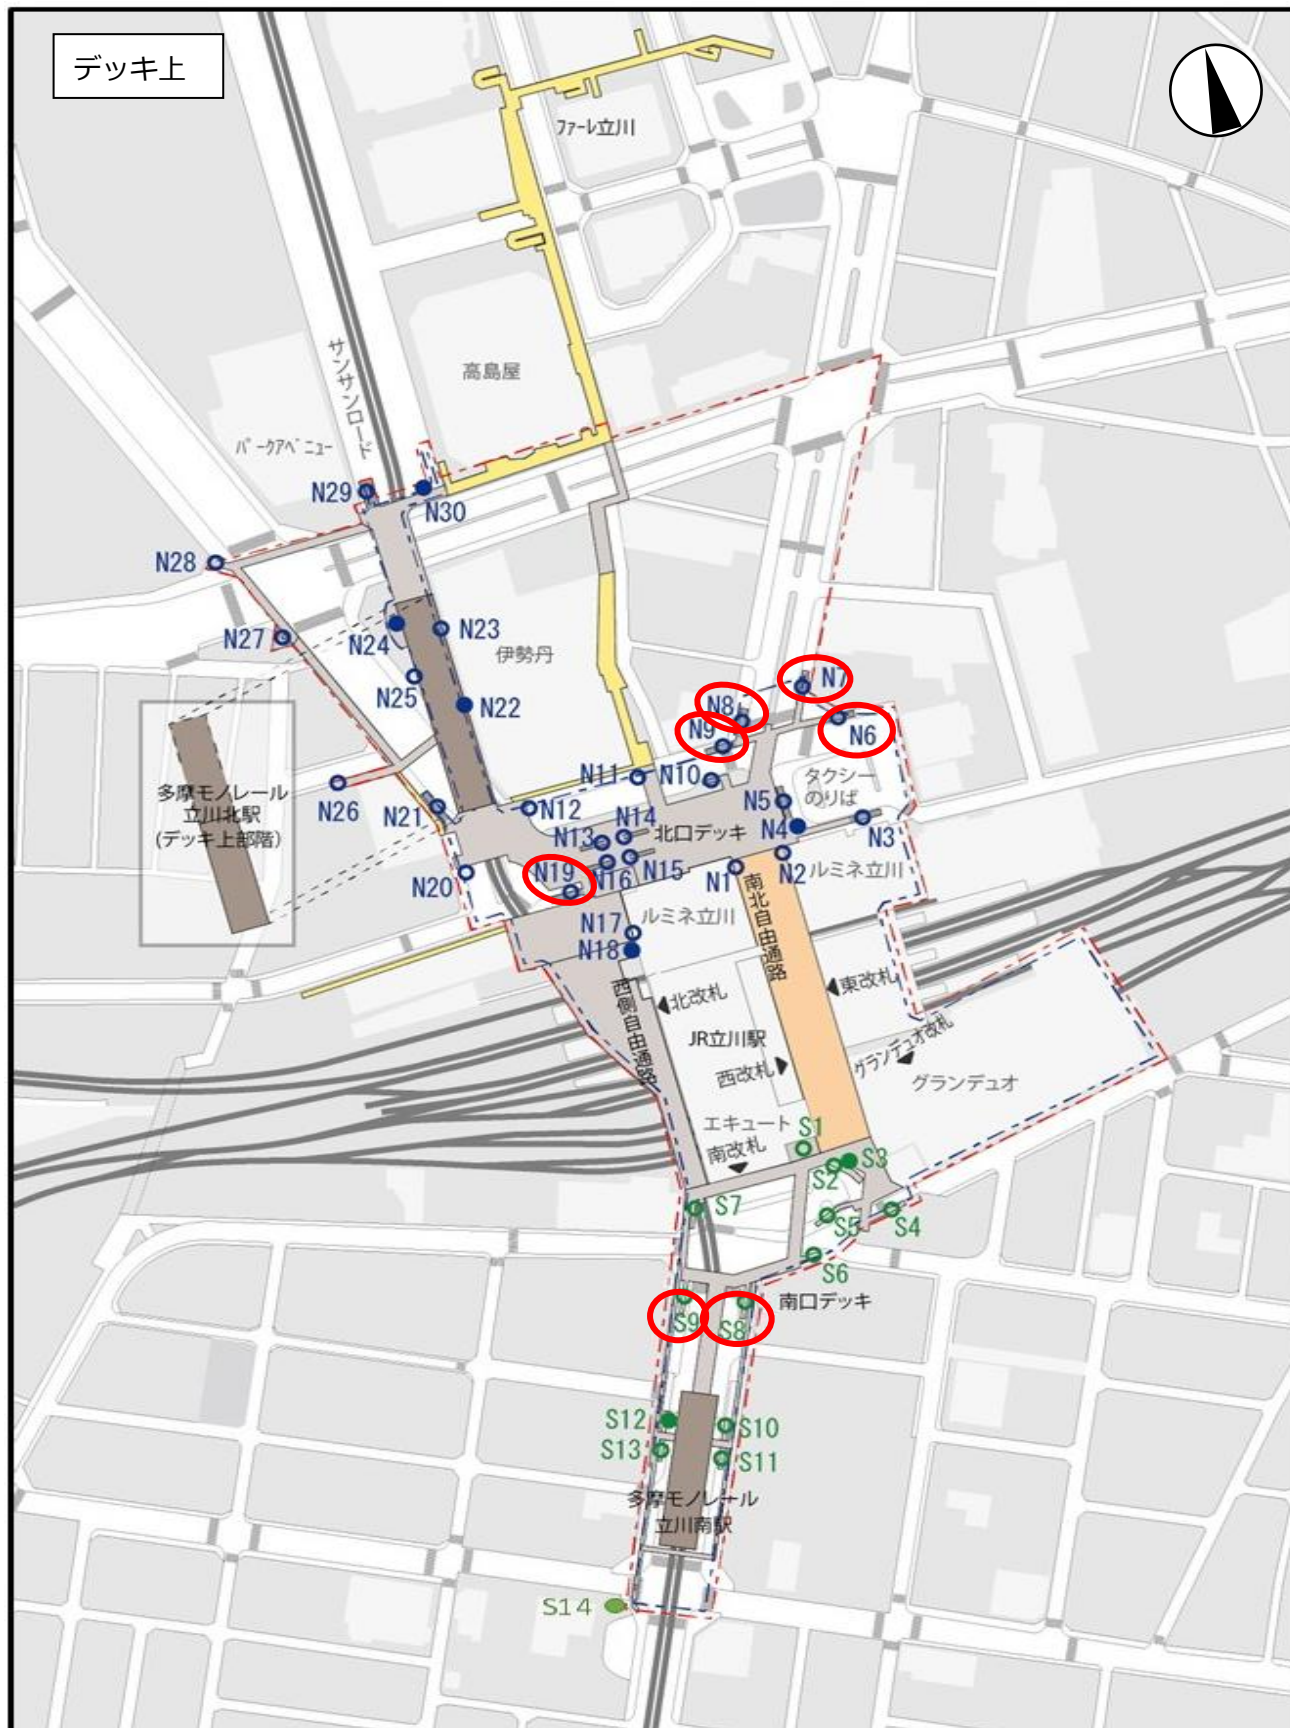 デッキ上
ファーレ立川
高島屋
サンサンロード
パークアベニュー
N29
N30
N28
N27
N24
N23
伊勢丹
N25
N22
N7
N8
N6
N9
N11
N10
タクシー
のりば
多摩モノレール
立川北駅
(デッキ上部階)
N26
N21
N12
N5
N14
北口デッキ
N4
N3
N13
N20
N19
N16
N15
N1
N2
ルミネ立川
南北自由通路
ルミネ立川
N17
N18
西側自由通路
北改札
東改札
JR立川駅
西改札
グランデュオ改札
グランデュオ
エキュート
南改札
S1
S2
S3
S7
S5
S4
S6
南口デッキ
S9
S8
S12
S10
S13
S11
多摩モノレール
立川南駅
S14